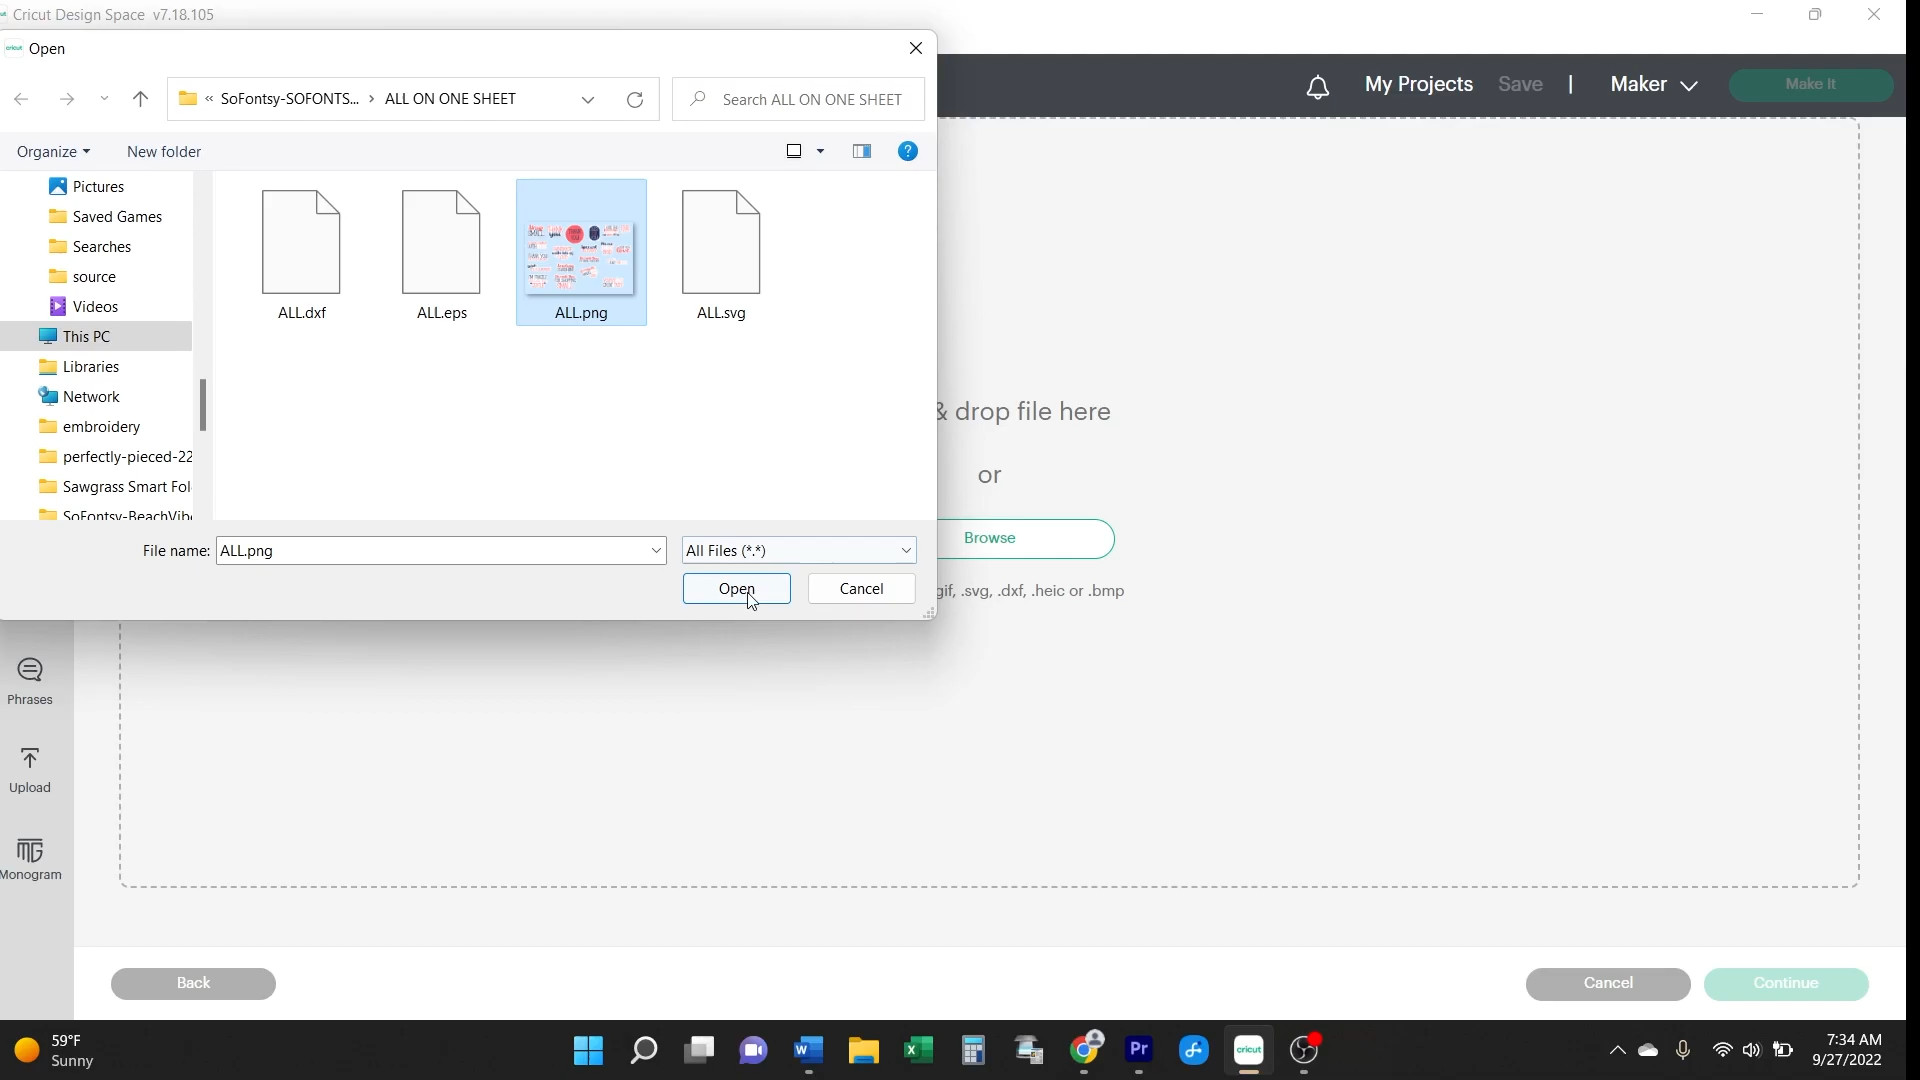 Cricut Design Space v7.18.105
Open
« SoFontsy-SOFONTS... › ALL ON ONE SHEET
Search ALL ON ONE SHEET
My Projects
Save
|
Maker
Make It
Organize
New folder
Pictures
Saved Games
Searches
source
Videos
This PC
Libraries
Network
embroidery
perfectly-pieced-22
Sawgrass Smart Fol
SoFontsy-BeachVib
ALL.dxf
ALL.eps
ALL.png
ALL.svg
& drop file here
or
Browse
gif, .svg, .dxf, .heic or .bmp
File name:
ALL.png
All Files (*.*)
Open
Cancel
Phrases
Upload
Monogram
Back
Cancel
Continue
59°F
Sunny
cricut
Pr
7:34 AM
9/27/2022